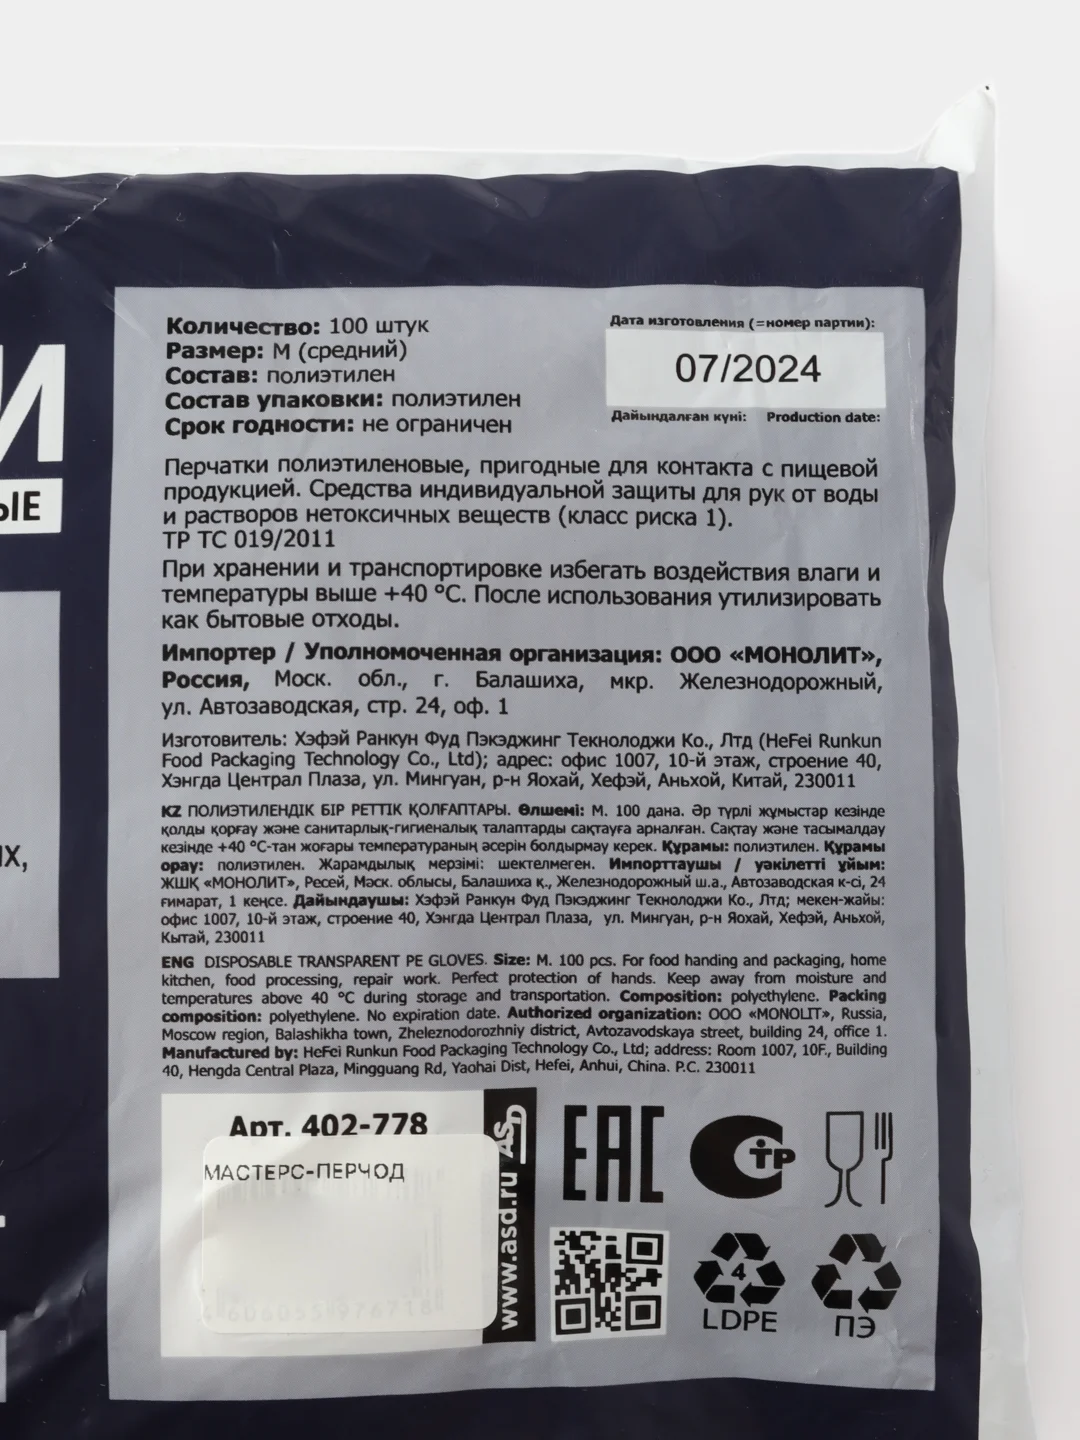 И
ЫЕ
ІХ,
Количество: 100 штук
Размер: М (средний)
Состав: полиэтилен
Состав упаковки: полиэтилен
Срок годности: не ограничен
Дата изготовления (=номер партии):
07/2024
Дайындалған күні: Production date:
Перчатки полиэтиленовые, пригодные для контакта с пищевой
продукцией. Средства индивидуальной защиты для рук от воды
и растворов нетоксичных веществ (класс риска 1).
ТР ТС 019/2011
При хранении и транспортировке избегать воздействия влаги и
температуры выше +40 °С. После использования утилизировать
как бытовые отходы.
Импортер / Уполномоченная организация: ООО «МОНОЛИТ»,
Россия, Моск. обл., г. Балашиха, мкр. Железнодорожный,
ул. Автозаводская, стр. 24, оф. 1
Изготовитель: Хэфэй Ранкун Фуд Пэкэджинг Текнолоджи Ко., Лтд (HeFei Runkun
Food Packaging Technology Co., Ltd); адрес: офис 1007, 10-й этаж, строение 40,
Хэнгда Централ Плаза, ул. Мингуан, р-н Яохай, Хефэй, Аньхой, Китай, 230011
KZ ПОЛИЭТИЛЕНДІК БІР РЕТТІК ҚОЛҒАПТАРЫ. Өлшемі: М. 100 дана. Әр түрлі жұмыстар кезінде
қолды қорғау және санитарлық-гигиеналық талаптарды сақтауға арналған. Сақтау және тасымалдау
кезінде +40 °С-тан жоғары температураның әсерін болдырмау керек. Құрамы: полиэтилен. Құрамы
орау: полиэтилен. Жарамдылық мерзімі: шектелмеген. Импорттаушы / уәкілетті ұйым:
ЖШҚ «МОНОЛИТ», Ресей, Мәск. облысы, Балашиха қ., Железнодорожный ш.а., Автозаводская к-сі, 24
ғимарат, 1 кеңсе. Дайындаушы: Хэфэй Ранкун Фуд Пэкэджинг Текнолоджи Ко., Лтд; мекен-жайы:
офис 1007, 10-й этаж, строение 40, Хэнгда Централ Плаза, ул. Мингуан, р-н Яохай, Хефэй, Аньхой,
Кытай, 230011
ENG DISPOSABLE TRANSPARENT PE GLOVES. Size: M. 100 pcs. For food handing and packaging, home
kitchen, food processing, repair work. Perfect protection of hands. Keep away from moisture and
temperatures above 40 °C during storage and transportation. Composition: polyethylene. Packing
composition: polyethylene. No expiration date. Authorized organization: OOO «MONOLIT», Russia,
Moscow region, Balashikha town, Zheleznodorozhniy district, Avtozavodskaya street, building 24, office 1.
Manufactured by: HeFei Runkun Food Packaging Technology Co., Ltd; address: Room 1007, 10F., Building
40, Hengda Central Plaza, Mingguang Rd, Yaohai Dist, Hefei, Anhui, China. P.C. 230011
Арт. 402-778
МАСТЕРС-ПЕРЧОД
4 606055 976718
www.asd.ru ASD
EAC
СТР
4
LDPE
ПЭ